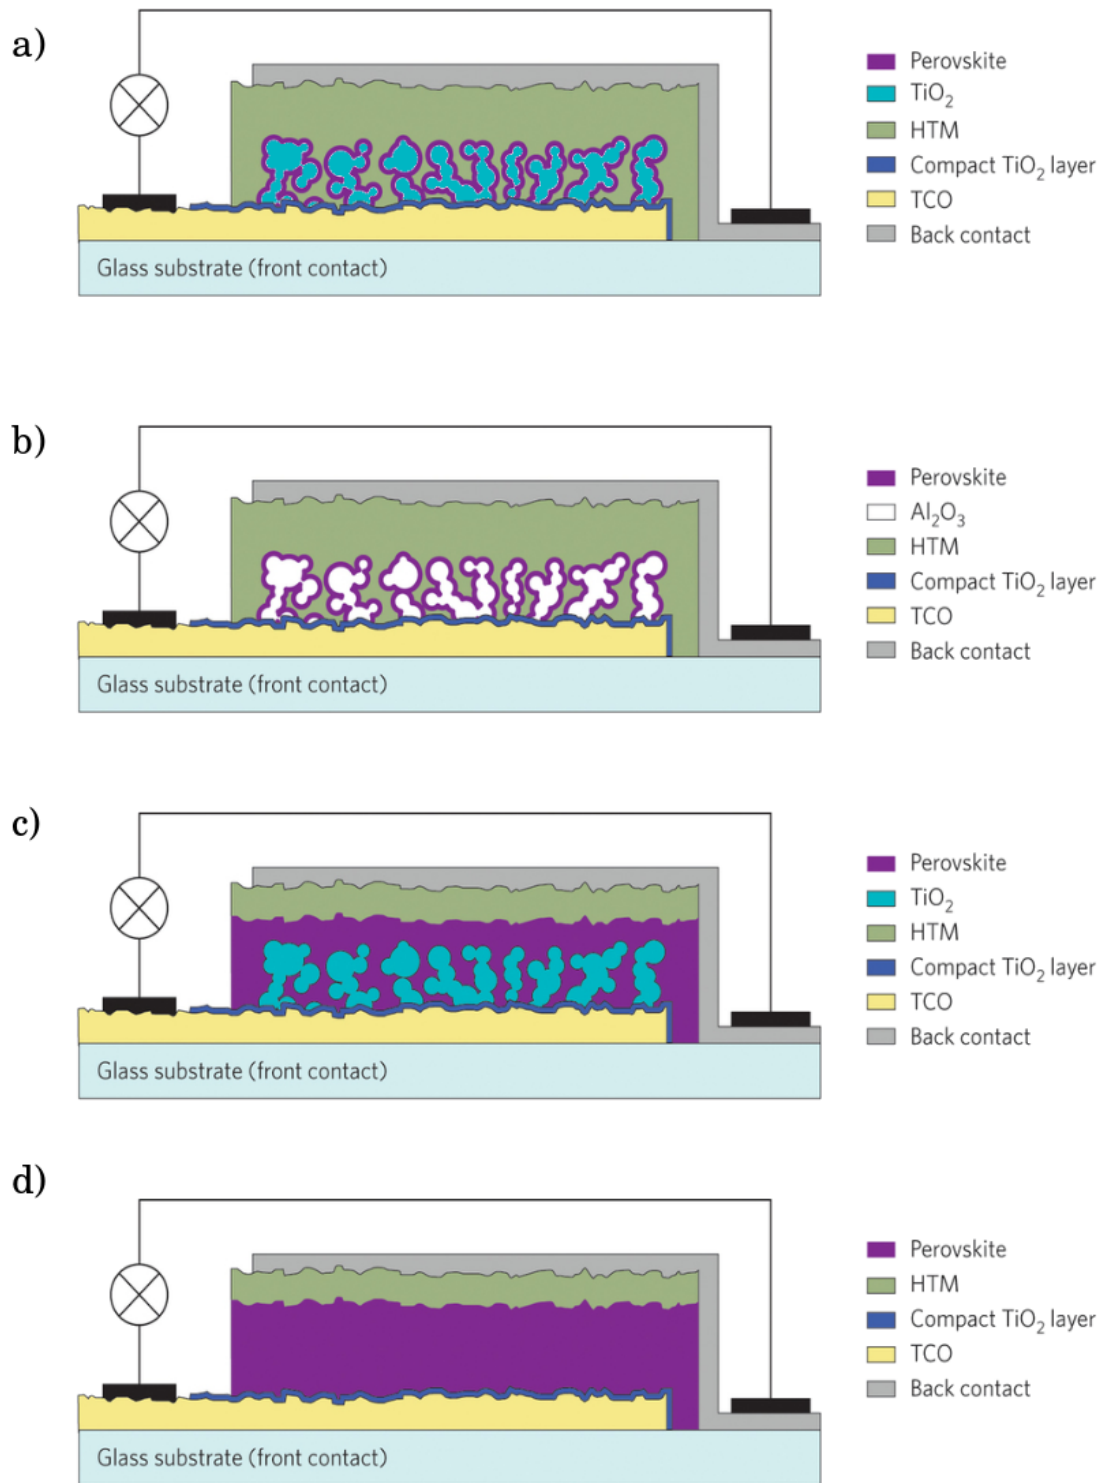 a)
Perovskite
TiO₂
HTM
Compact TiO₂ layer
TCO
Back contact
Glass substrate (front contact)
b)
Perovskite
Al₂O₃
HTM
Compact TiO₂ layer
TCO
Back contact
Glass substrate (front contact)
c)
Perovskite
TiO₂
HTM
Compact TiO₂ layer
TCO
Back contact
Glass substrate (front contact)
d)
Perovskite
HTM
Compact TiO₂ layer
TCO
Back contact
Glass substrate (front contact)